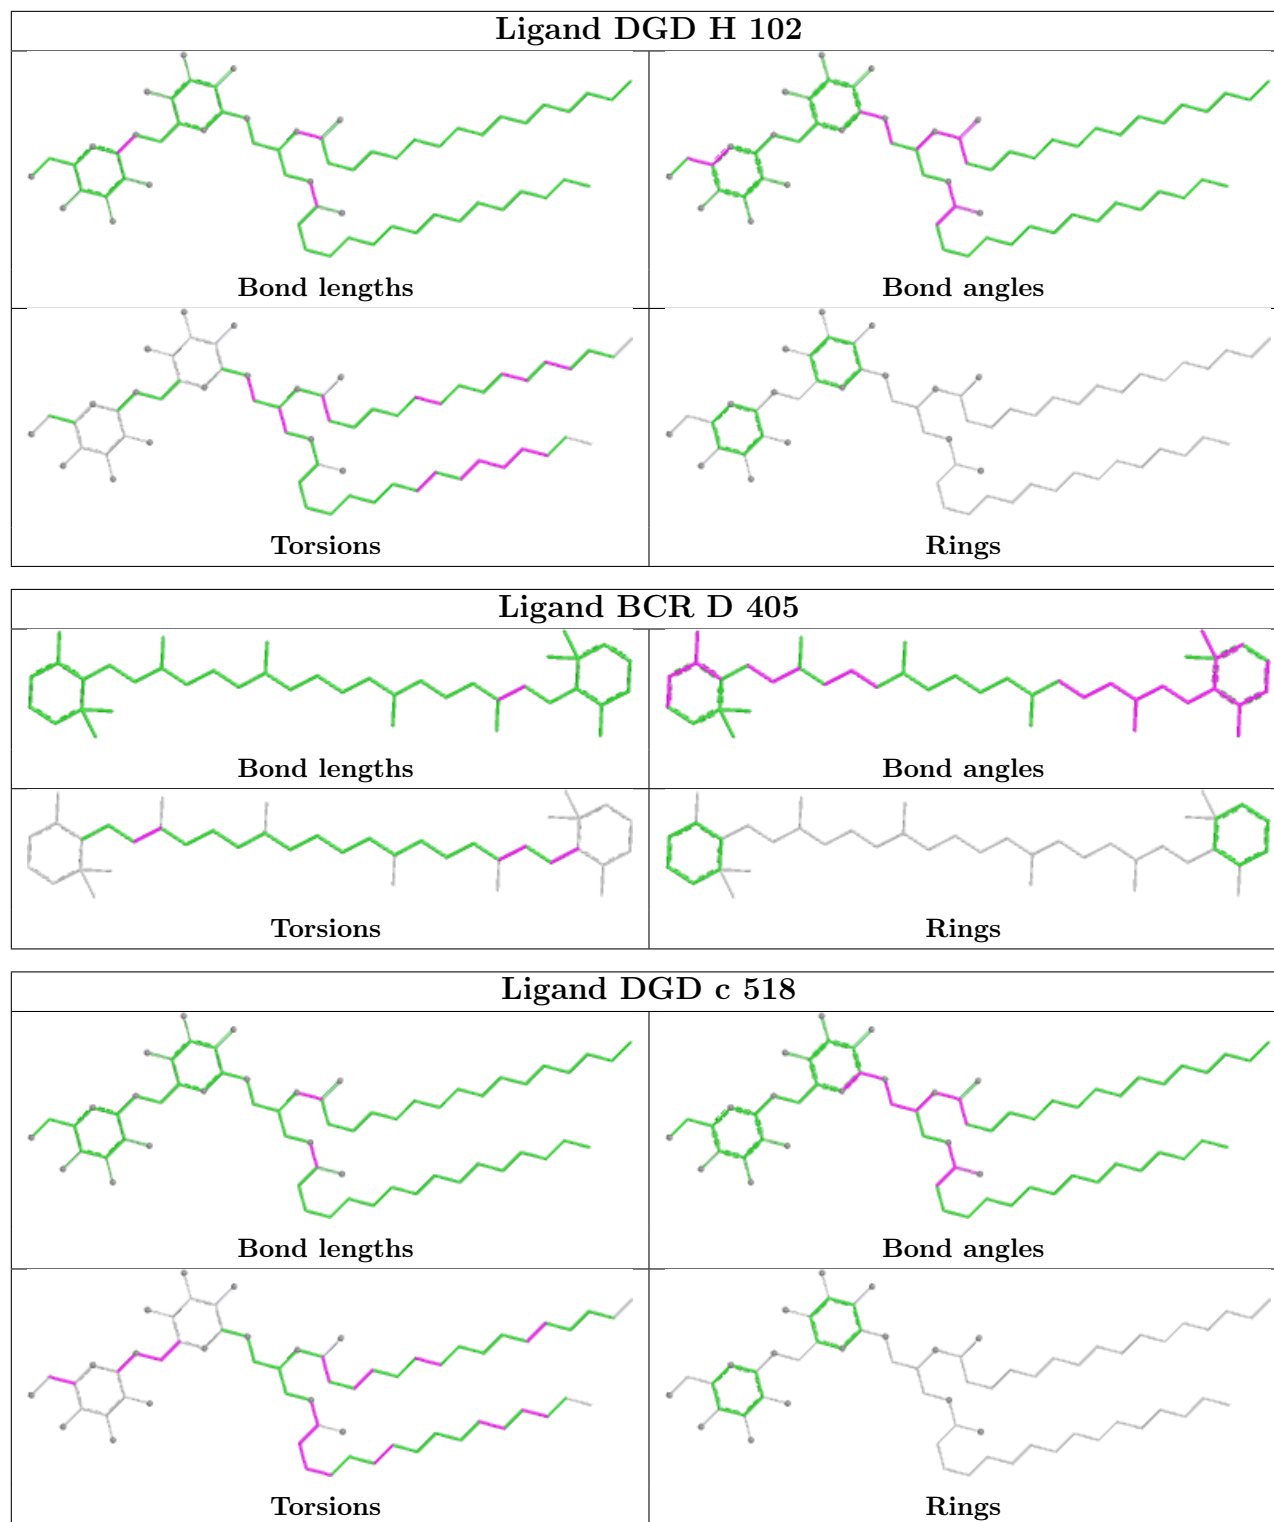 Ligand DGD H 102
Bond lengths
Bond angles
Torsions
Rings
Ligand BCR D 405
Bond lengths
Bond angles
Torsions
Rings
Ligand DGD c 518
Bond lengths
Bond angles
Torsions
Rings